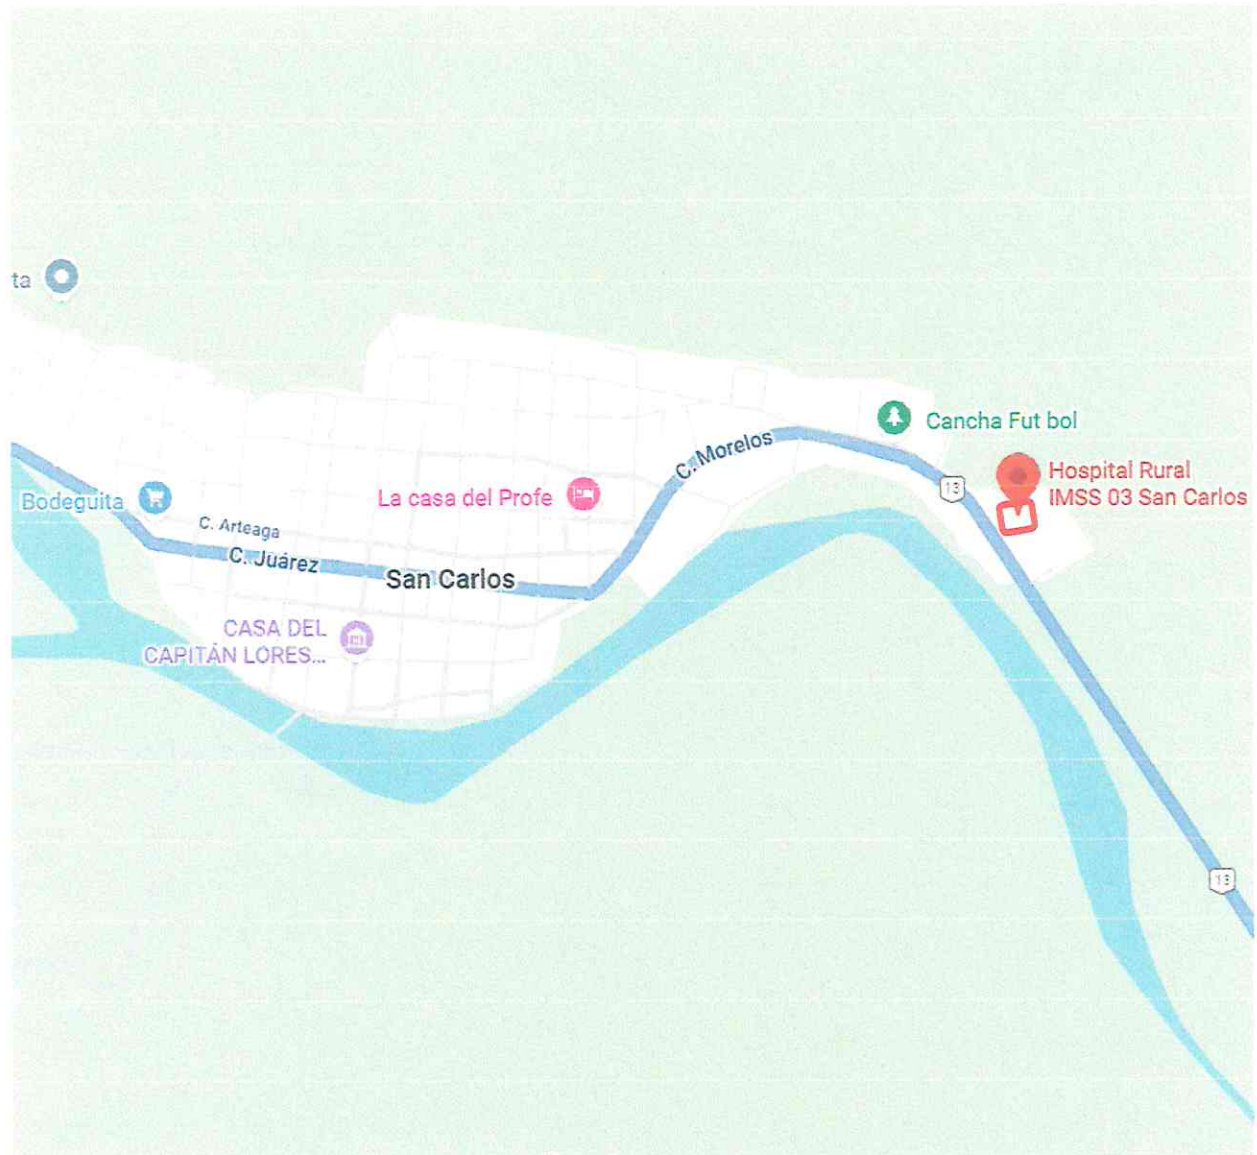 ta
Cancha Fut bol
C. Morelos
Hospital Rural
IMSS 03 San Carlos
13
Bodeguita
La casa del Profe
C. Arteaga
C. Juárez
San Carlos
CASA DEL
CAPITÁN LORES...
13